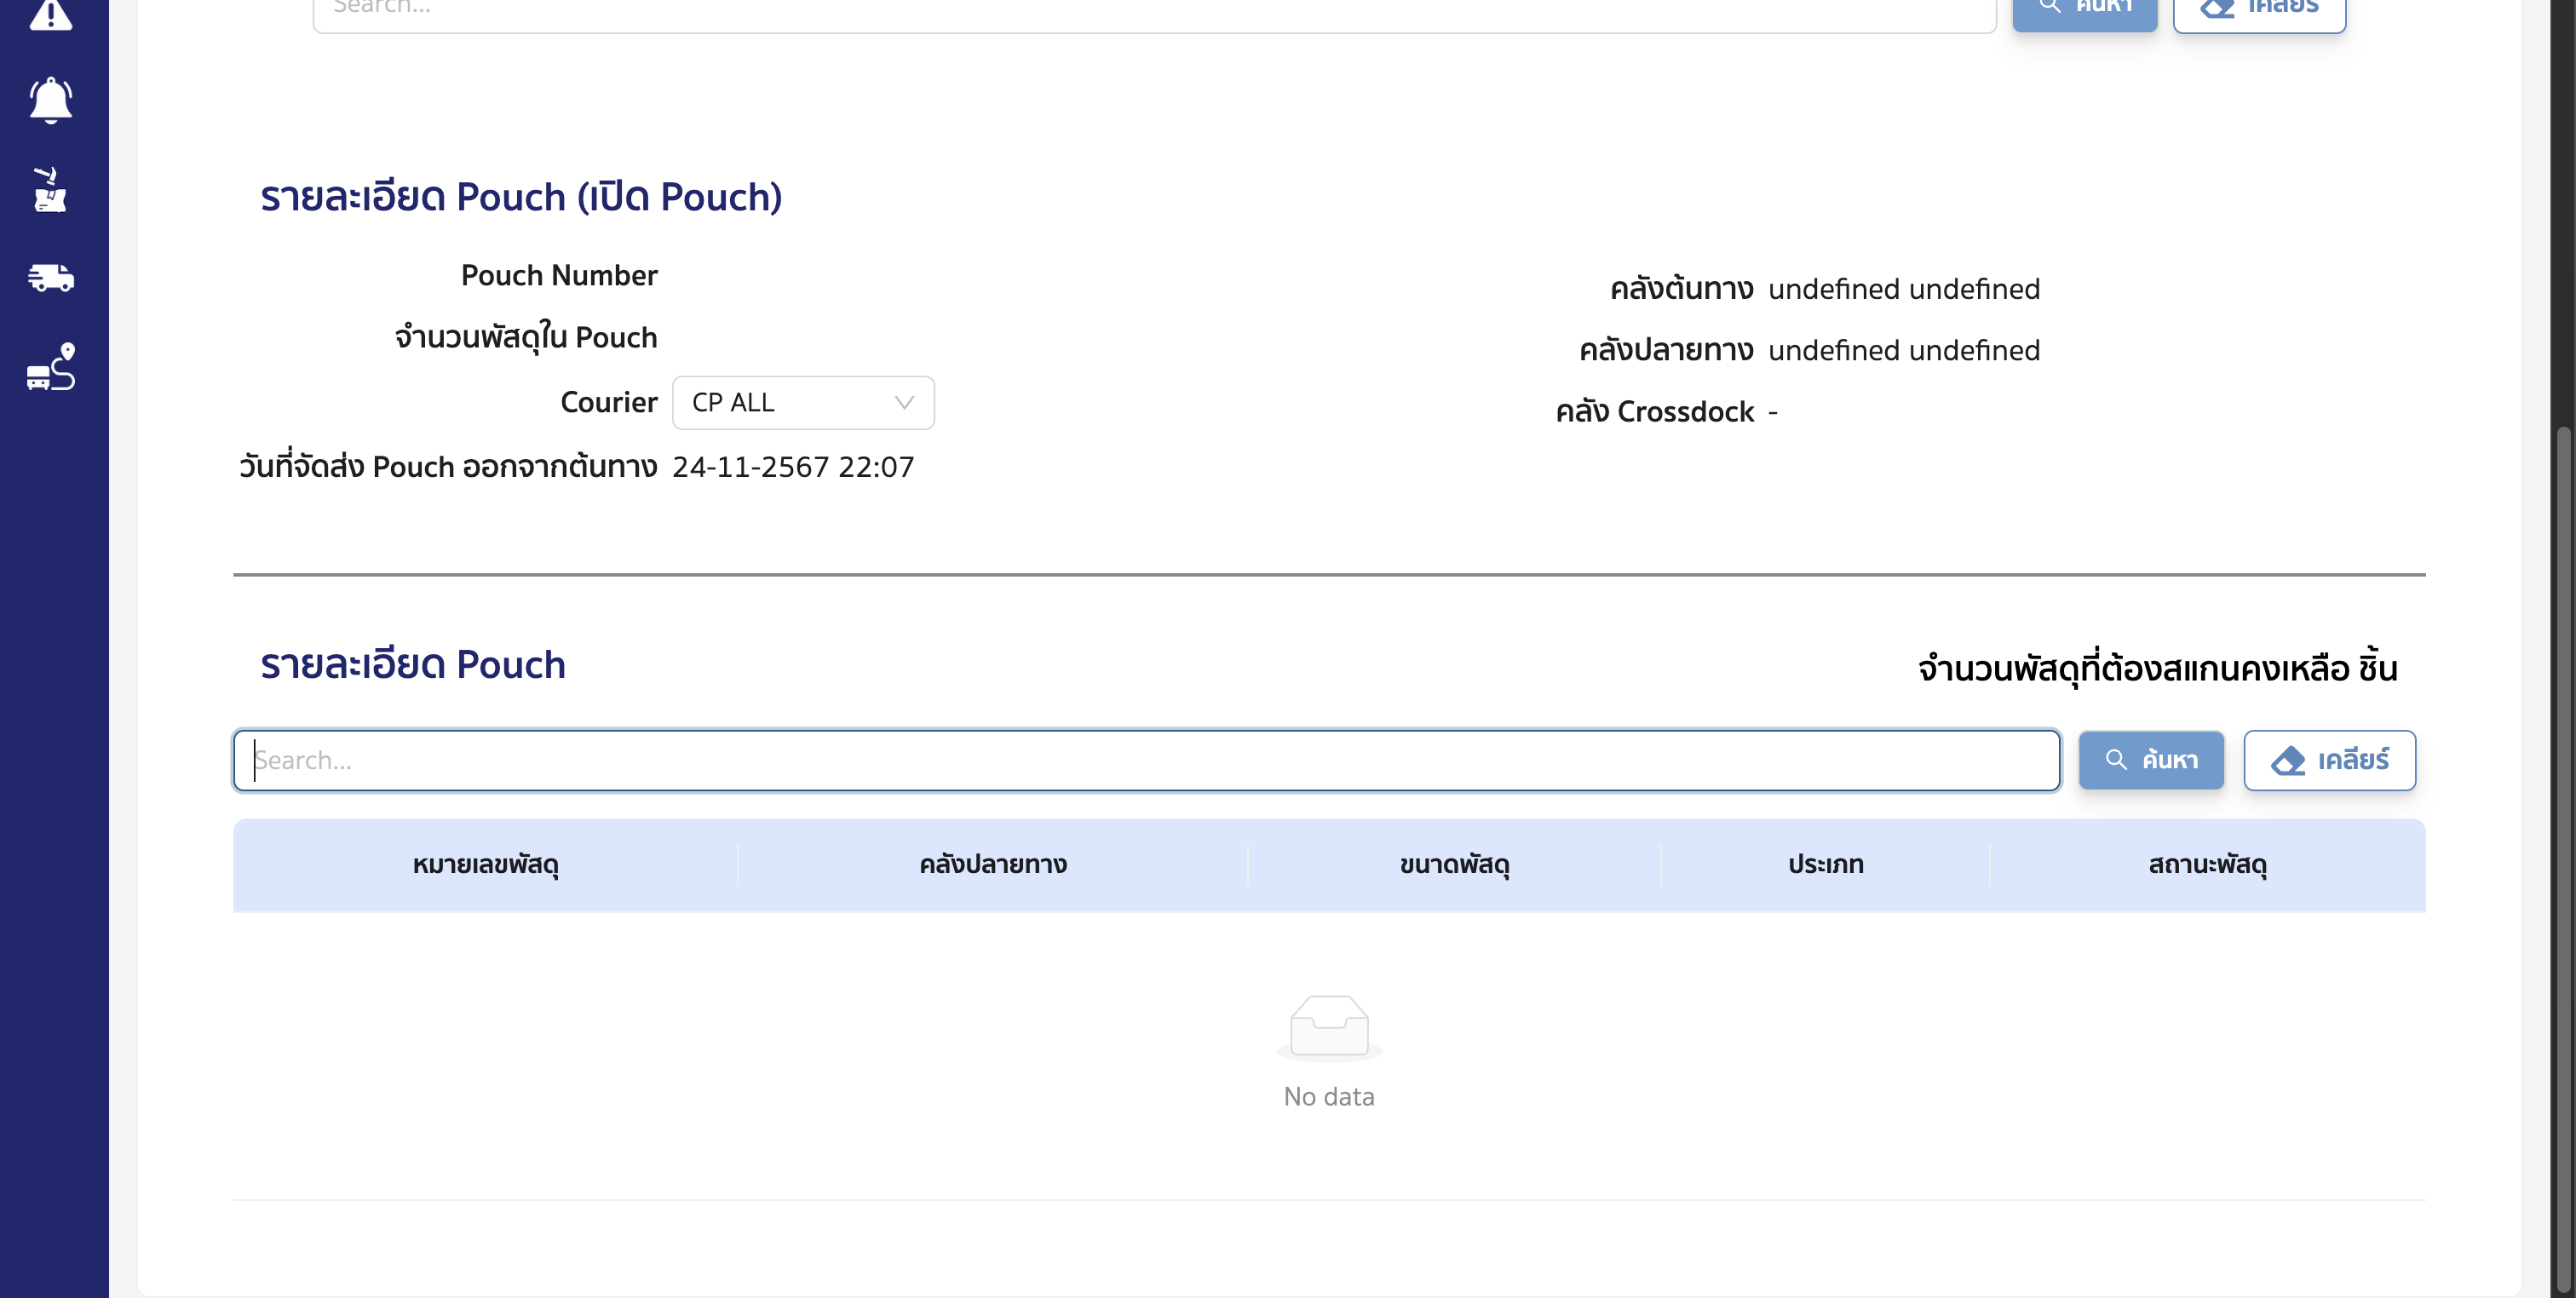 Search...
ค้นหา
เคลียร์
รายละเอียด Pouch (เปิด Pouch)
Pouch Number
จำนวนพัสดุใน Pouch
Courier CP ALL
วันที่จัดส่ง Pouch ออกจากต้นทาง 24-11-2567 22:07
คลังต้นทาง undefined undefined
คลังปลายทาง undefined undefined
คลัง Crossdock -
รายละเอียด Pouch
จำนวนพัสดุที่ต้องสแกนคงเหลือ ชิ้น
Search...
ค้นหา
เคลียร์
หมายเลขพัสดุ คลังปลายทาง ขนาดพัสดุ ประเภท สถานะพัสดุ
No data